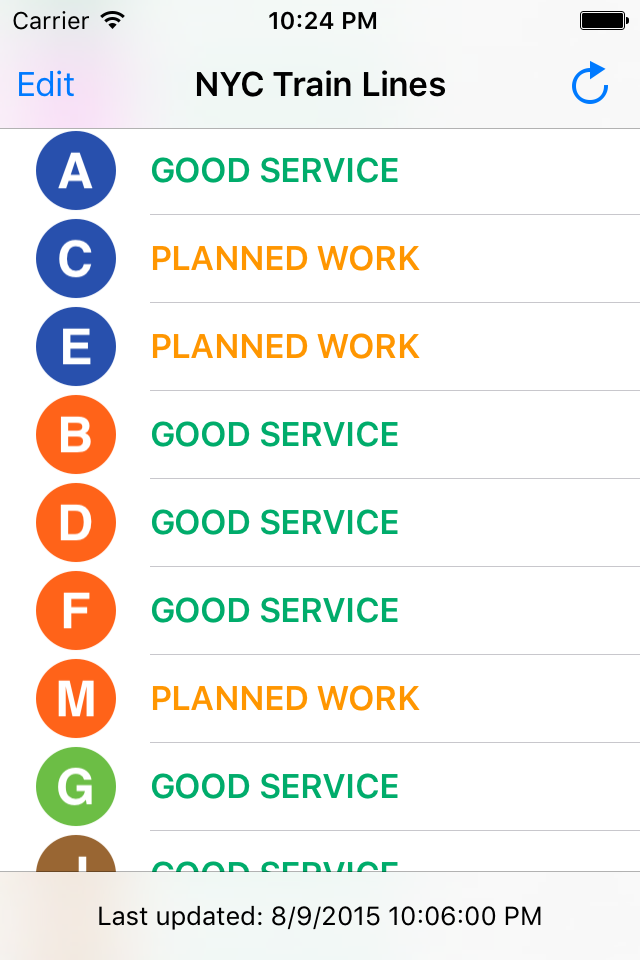 Carrier 10:24 PM
Edit NYC Train Lines
A GOOD SERVICE
C PLANNED WORK
E PLANNED WORK
B GOOD SERVICE
D GOOD SERVICE
F GOOD SERVICE
M PLANNED WORK
G GOOD SERVICE
GOOD SERVICE
Last updated: 8/9/2015 10:06:00 PM